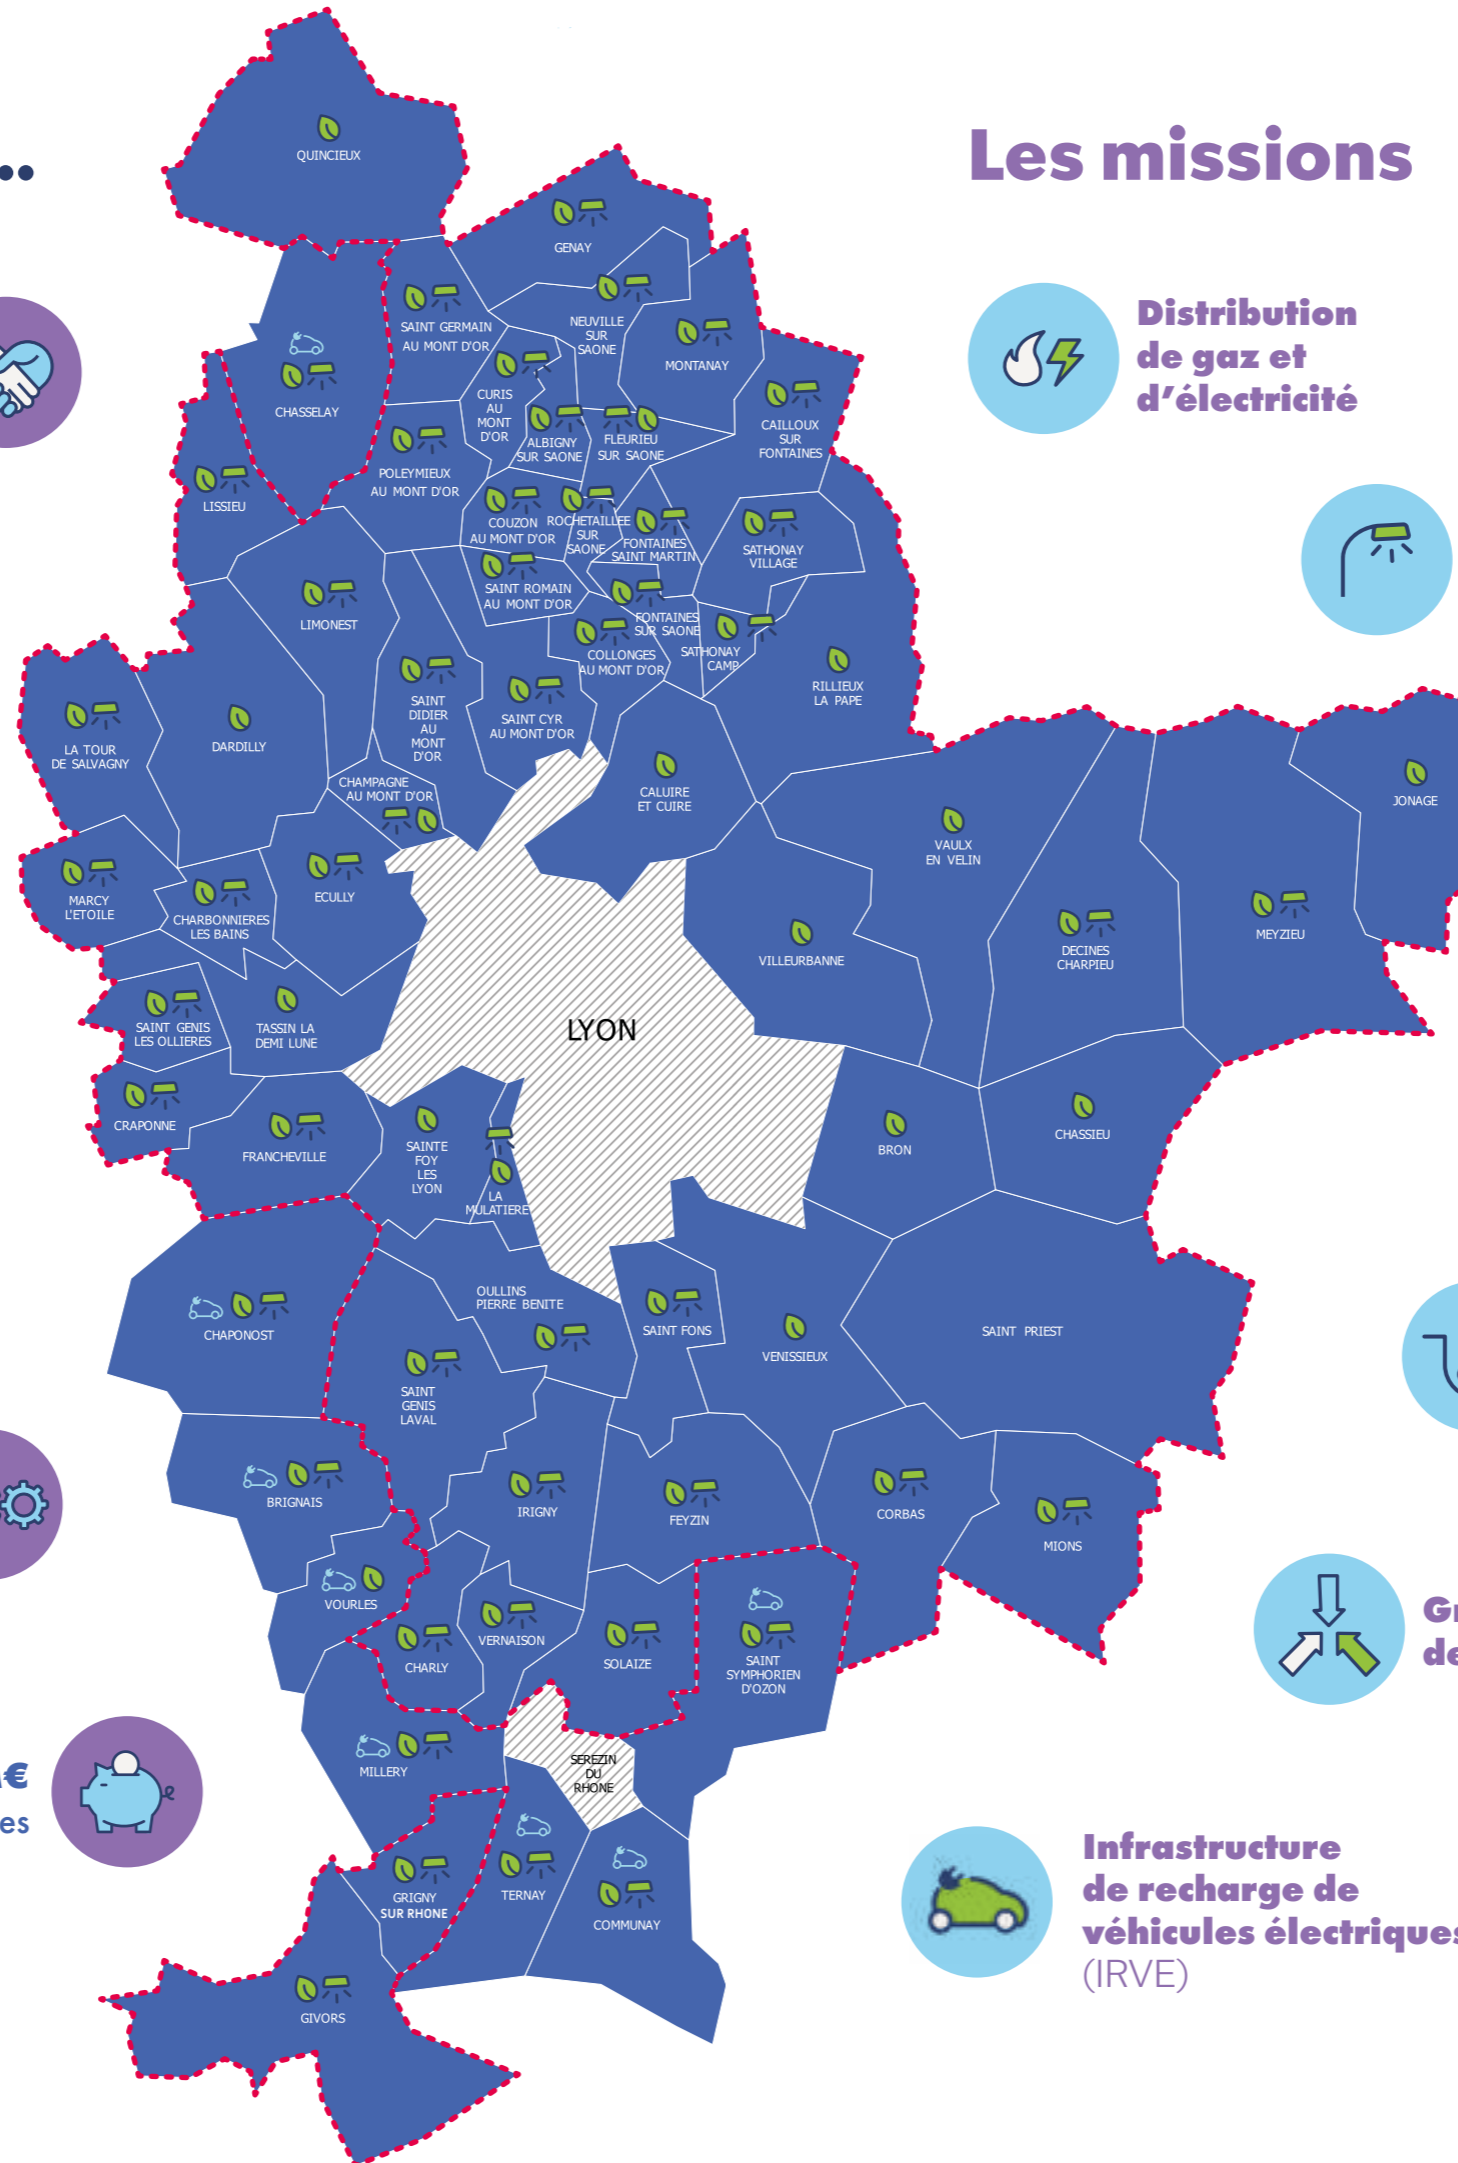 Les missions
QUINCIEUX
GENAY
SAINT GERMAIN
AU MONT D'OR
NEUVILLE
SUR
SAONE
MONTANAY
CHASSELAY
CURIS
AU
MONT
D'OR
ALBIGNY
SUR SAONE
FLEURIEU
SUR SAONE
CAILLOUX
SUR
FONTAINES
POLEYMIEUX
AU MONT D'OR
LISSIEU
COUZON
AU MONT D'OR
ROCHETAILLEE
SUR
SAONE
FONTAINES
SAINT MARTIN
SATHONAY
VILLAGE
SAINT ROMAIN
AU MONT D'OR
LIMONEST
FONTAINES
SUR SAONE
COLLONGES
AU MONT D'OR
SATHONAY
CAMP
RILLIEUX
LA PAPE
SAINT
DIDIER
AU
MONT
D'OR
SAINT CYR
AU MONT D'OR
LA TOUR
DE SALVAGNY
DARDILLY
CHAMPAGNE
AU MONT D'OR
CALUIRE
ET CUIRE
VAULX
EN VELIN
JONAGE
MARCY
L'ETOILE
CHARBONNIERES
LES BAINS
ECULLY
VILLEURBANNE
DECINES
CHARPIEU
MEYZIEU
SAINT GENIS
LES OLLIERES
TASSIN LA
DEMI LUNE
LYON
CRAPONNE
FRANCHEVILLE
SAINTE
FOY
LES
LYON
LA
MULATIERE
BRON
CHASSIEU
CHAPONOST
OULLINS
PIERRE BENITE
SAINT FONS
VENISSIEUX
SAINT PRIEST
SAINT
GENIS
LAVAL
BRIGNAIS
IRIGNY
FEYZIN
CORBAS
MIONS
VOURLES
CHARLY
VERNAISON
SOLAIZE
SAINT
SYMPHORIEN
D'OZON
MILLERY
SEREZIN
DU
RHONE
GRIGNY
SUR RHONE
TERNAY
COMMUNAY
GIVORS
Distribution
de gaz et
d'électricité
Infrastructure
de recharge de
véhicules électriques
(IRVE)
€
es